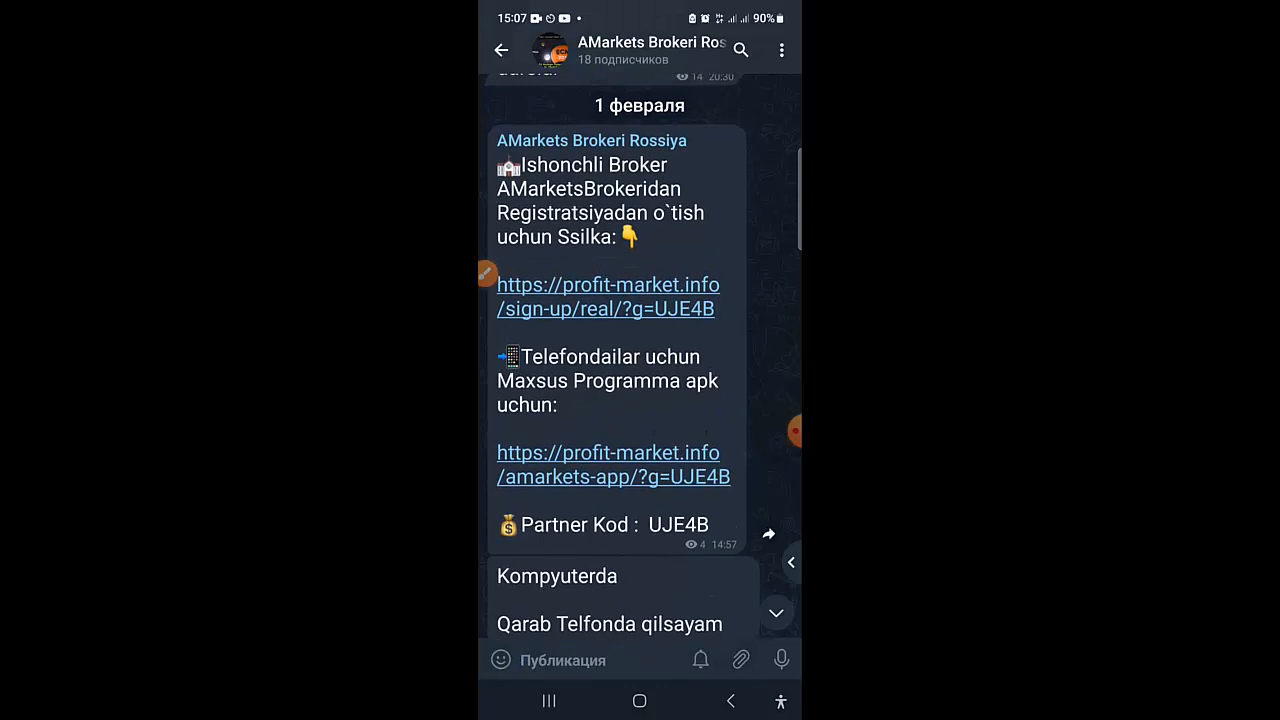 15:07
90%
AMarkets Brokeri Ros
18 подписчиков
14 20:30
1 февраля
AMarkets Brokeri Rossiya
Ishonchli Broker
AMarketsBrokeridan
Registratsiyadan o`tish
uchun Ssilka:
https://profit-market.info
/sign-up/real/?g=UJE4B
Telefondailar uchun
Maxsus Programma apk
uchun:
https://profit-market.info
/amarkets-app/?g=UJE4B
Partner Kod : UJE4B
4 14:57
Kompyuterda
Qarab Telfonda qilsayam
Публикация